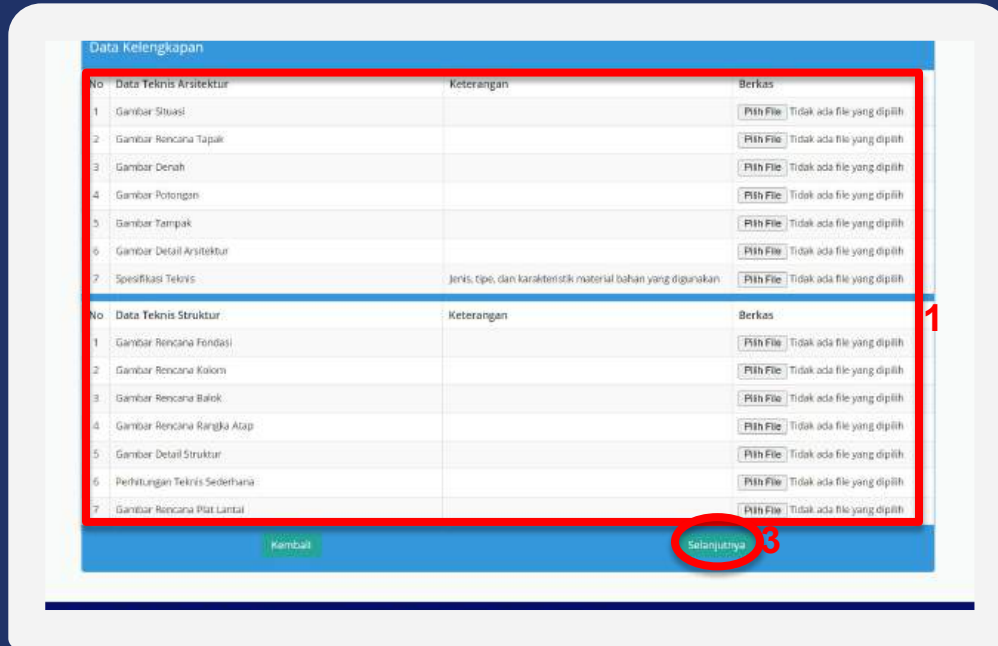 Data Kelengkapan
No Data Teknis Arsitektur Keterangan Berkas
1 Gambar Situasi Pilih File Tidak ada file yang dipilih
2 Gambar Rencana Tapak Pilih File Tidak ada file yang dipilih
3 Gambar Denah Pilih File Tidak ada file yang dipilih
4 Gambar Potongan Pilih File Tidak ada file yang dipilih
5 Gambar Tampak Pilih File Tidak ada file yang dipilih
6 Gambar Detail Arsitektur Pilih File Tidak ada file yang dipilih
7 Spesifikasi Teknis Jenis, tipe, dan karakteristik material bahan yang digunakan Pilih File Tidak ada file yang dipilih
No Data Teknis Struktur Keterangan Berkas 1
1 Gambar Rencana Fondasi Pilih File Tidak ada file yang dipilih
2 Gambar Rencana Kolom Pilih File Tidak ada file yang dipilih
3 Gambar Rencana Balok Pilih File Tidak ada file yang dipilih
4 Gambar Rencana Rangka Atap Pilih File Tidak ada file yang dipilih
5 Gambar Detail Struktur Pilih File Tidak ada file yang dipilih
6 Perhitungan Teknis Sederhana Pilih File Tidak ada file yang dipilih
7 Gambar Rencana Plat Lantai Pilih File Tidak ada file yang dipilih
Kembali Selanjutnya 3